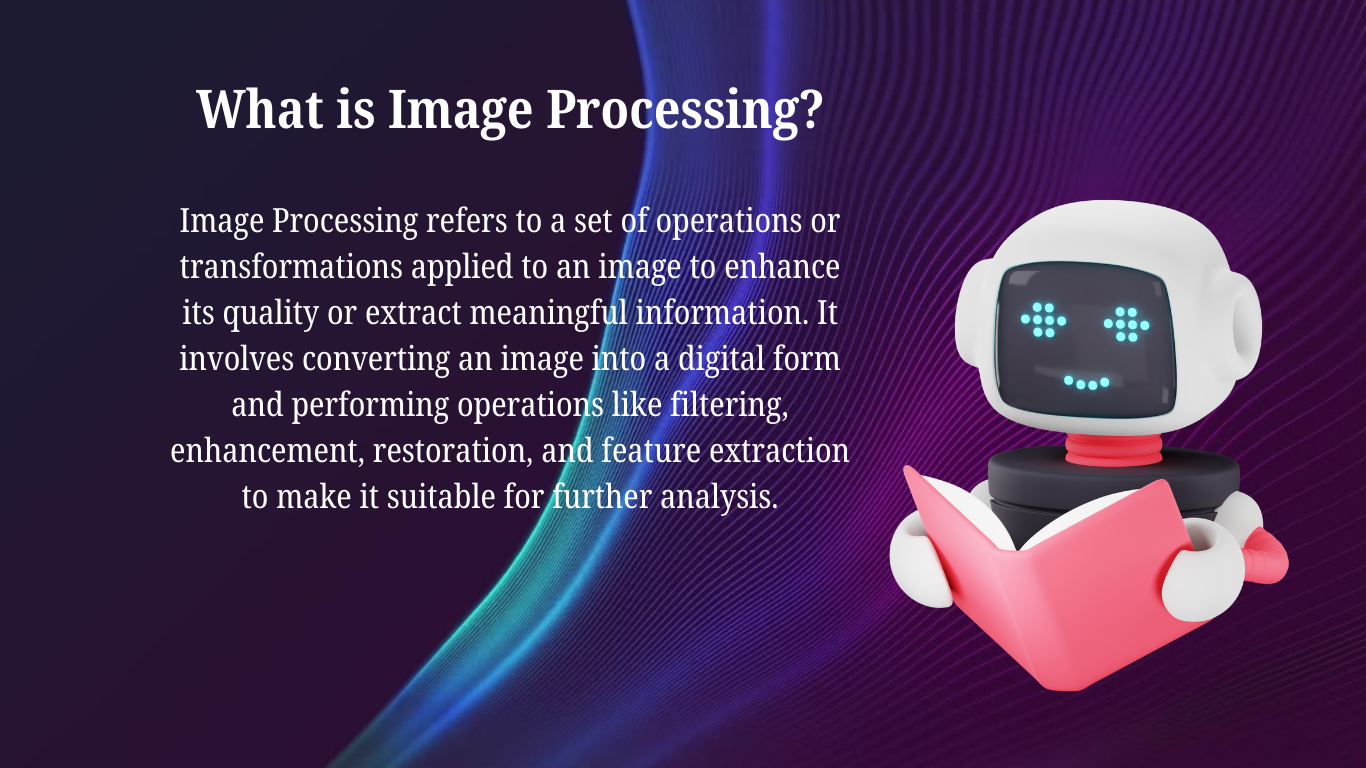 What is Image Processing?
Image Processing refers to a set of operations or
transformations applied to an image to enhance
its quality or extract meaningful information. It
involves converting an image into a digital form
and performing operations like filtering,
enhancement, restoration, and feature extraction
to make it suitable for further analysis.